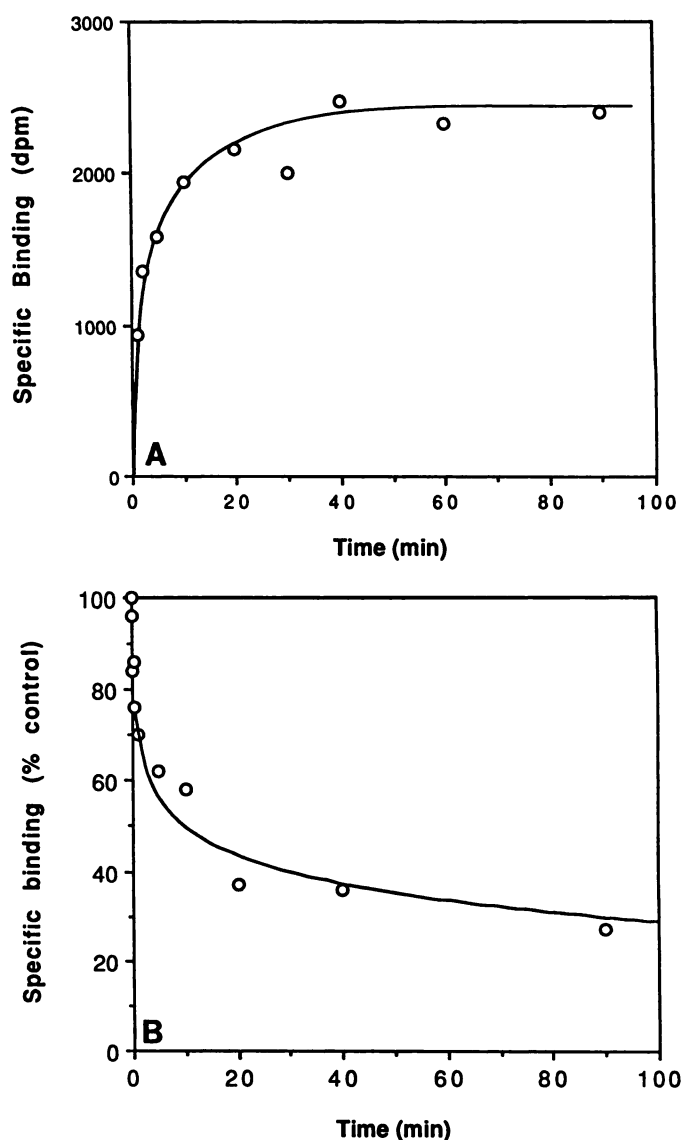 3000
2000
1000
0
Specific Binding (dpm)
A
0 20 40 60 80 100
Time (min)
100
80
60
40
20
0
Specific binding (% control)
B
0 20 40 60 80 100
Time (min)